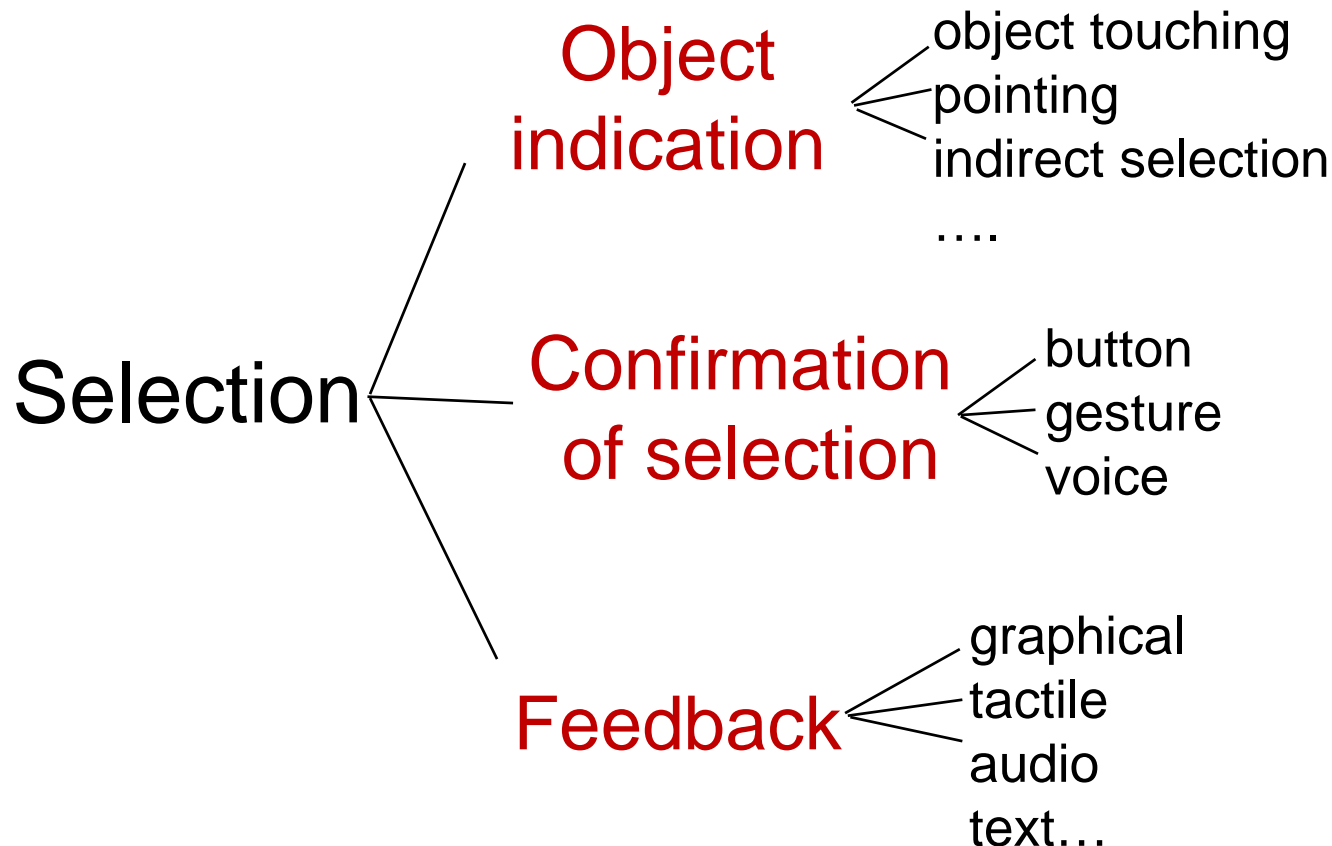 Selection
Object
indication
object touching
pointing
indirect selection
….
Confirmation
of selection
button
gesture
voice
Feedback
graphical
tactile
audio
text…